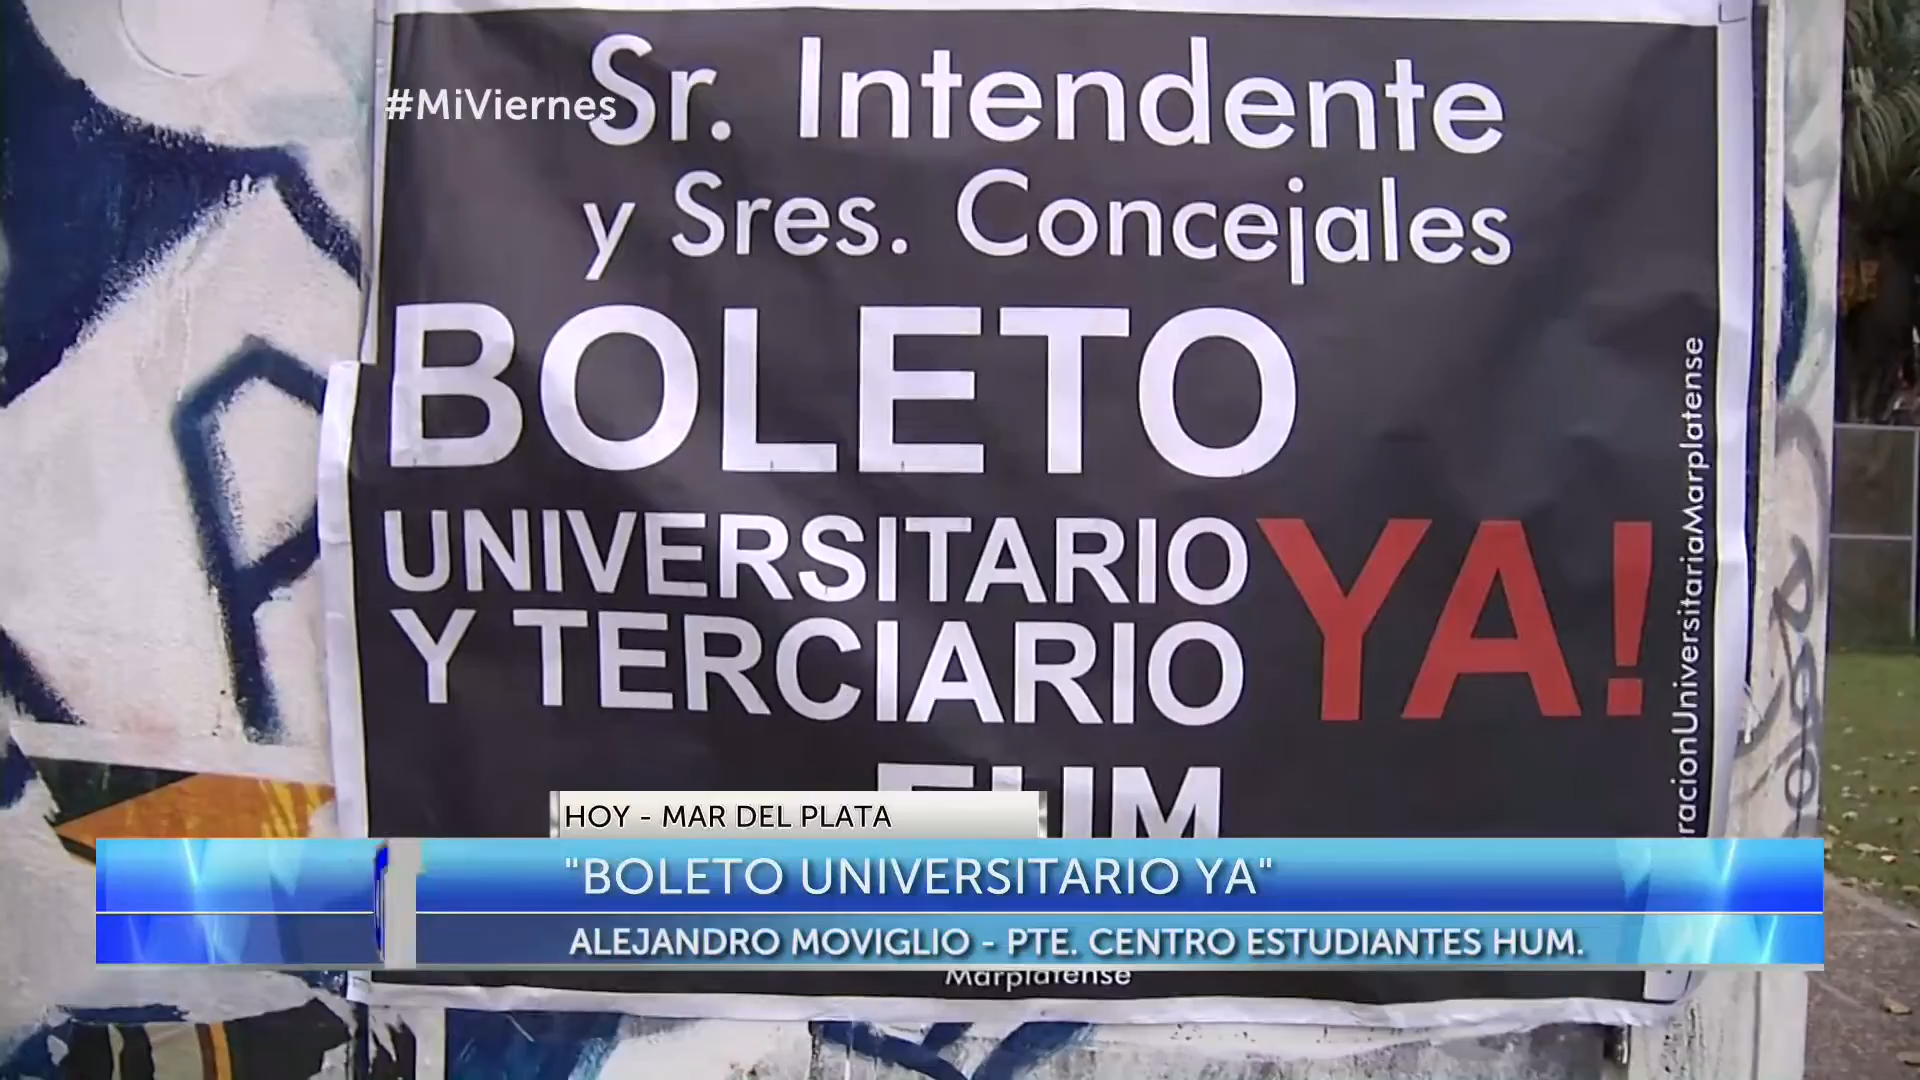 #MiViernes
Sr. Intendente
y Sres. Concejales
BOLETO
UNIVERSITARIO
Y TERCIARIO
YA!
racionUniversitariaMarplatense
HOY - MAR DEL PLATA
"BOLETO UNIVERSITARIO YA"
ALEJANDRO MOVIGLIO - PTE. CENTRO ESTUDIANTES HUM.
Marplatense